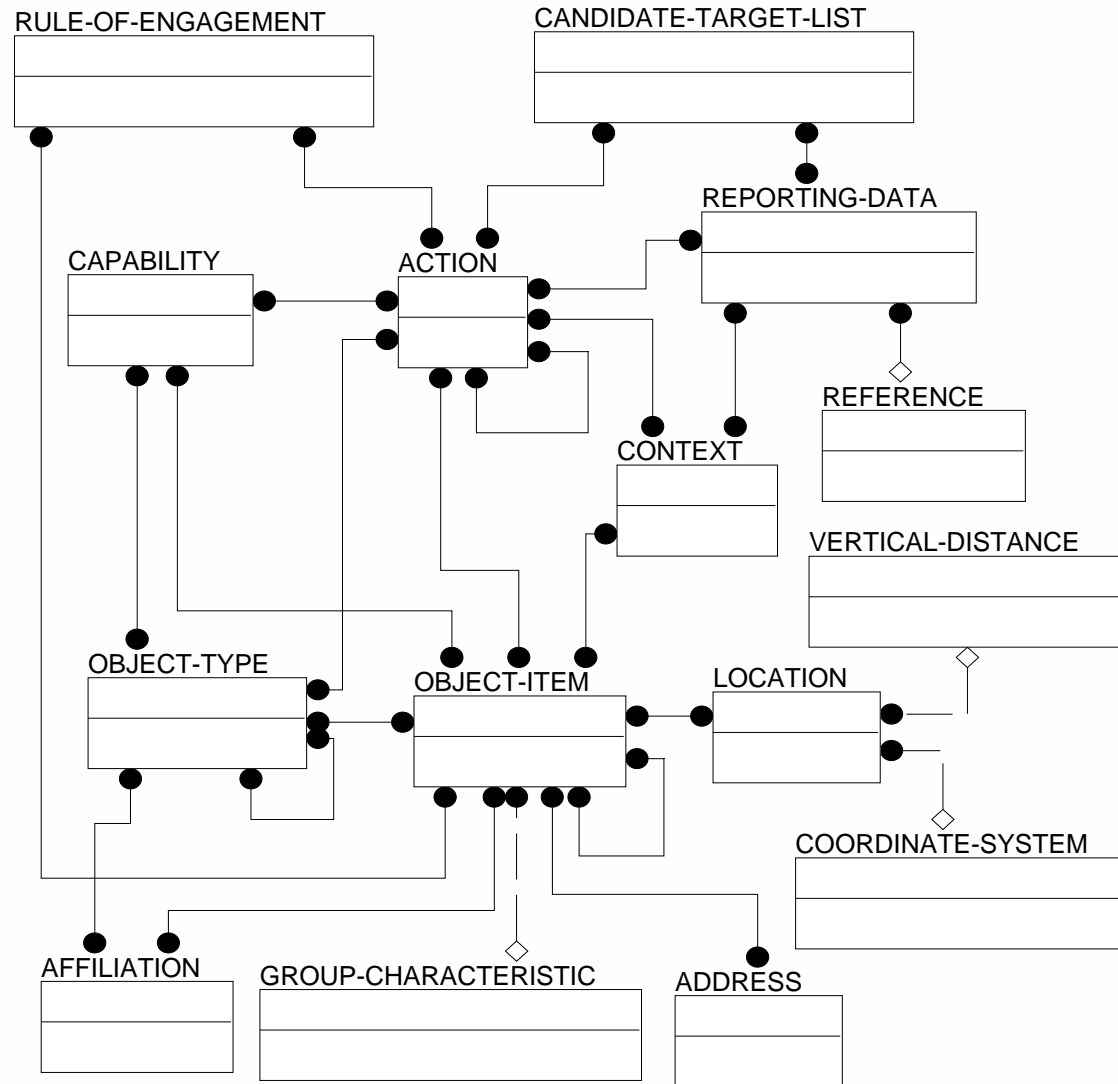 RULE-OF-ENGAGEMENT
CANDIDATE-TARGET-LIST
REPORTING-DATA
CAPABILITY
ACTION
REFERENCE
CONTEXT
VERTICAL-DISTANCE
OBJECT-TYPE
OBJECT-ITEM
LOCATION
COORDINATE-SYSTEM
AFFILIATION
GROUP-CHARACTERISTIC
ADDRESS